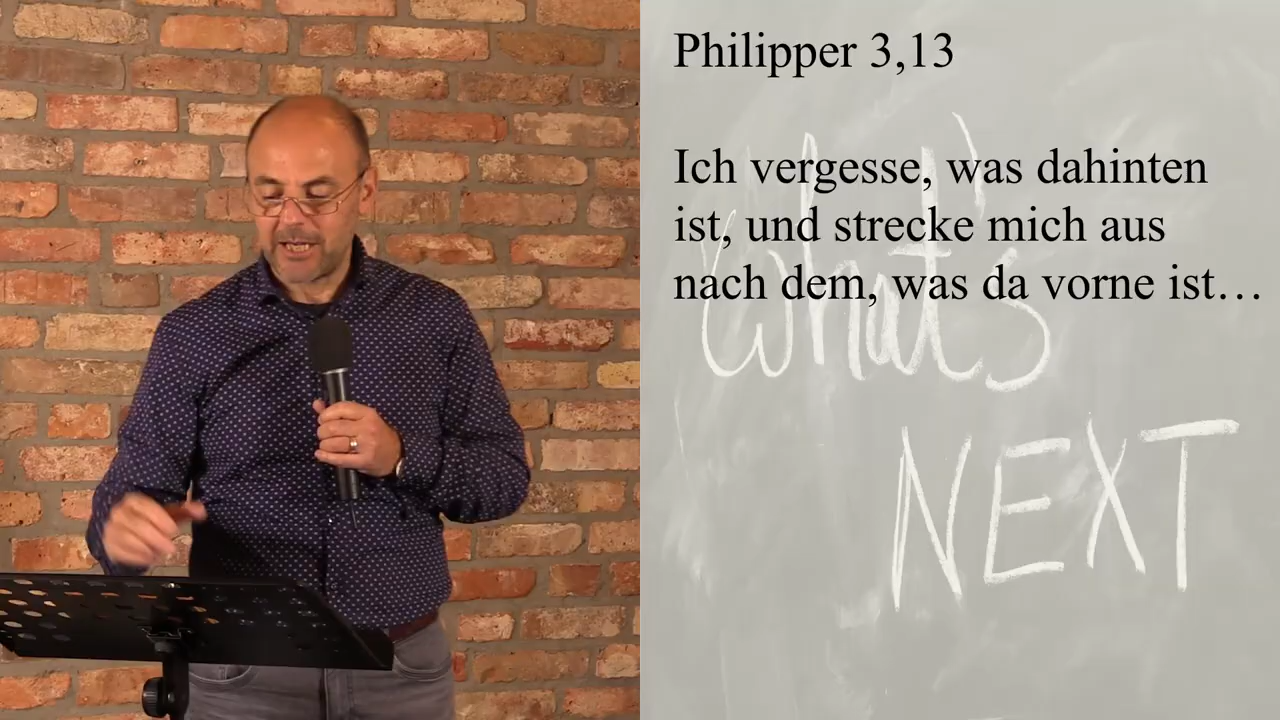 Philipper 3,13
Ich vergesse, was dahinten
ist, und strecke mich aus
nach dem, was da vorne ist…
What's
NEXT